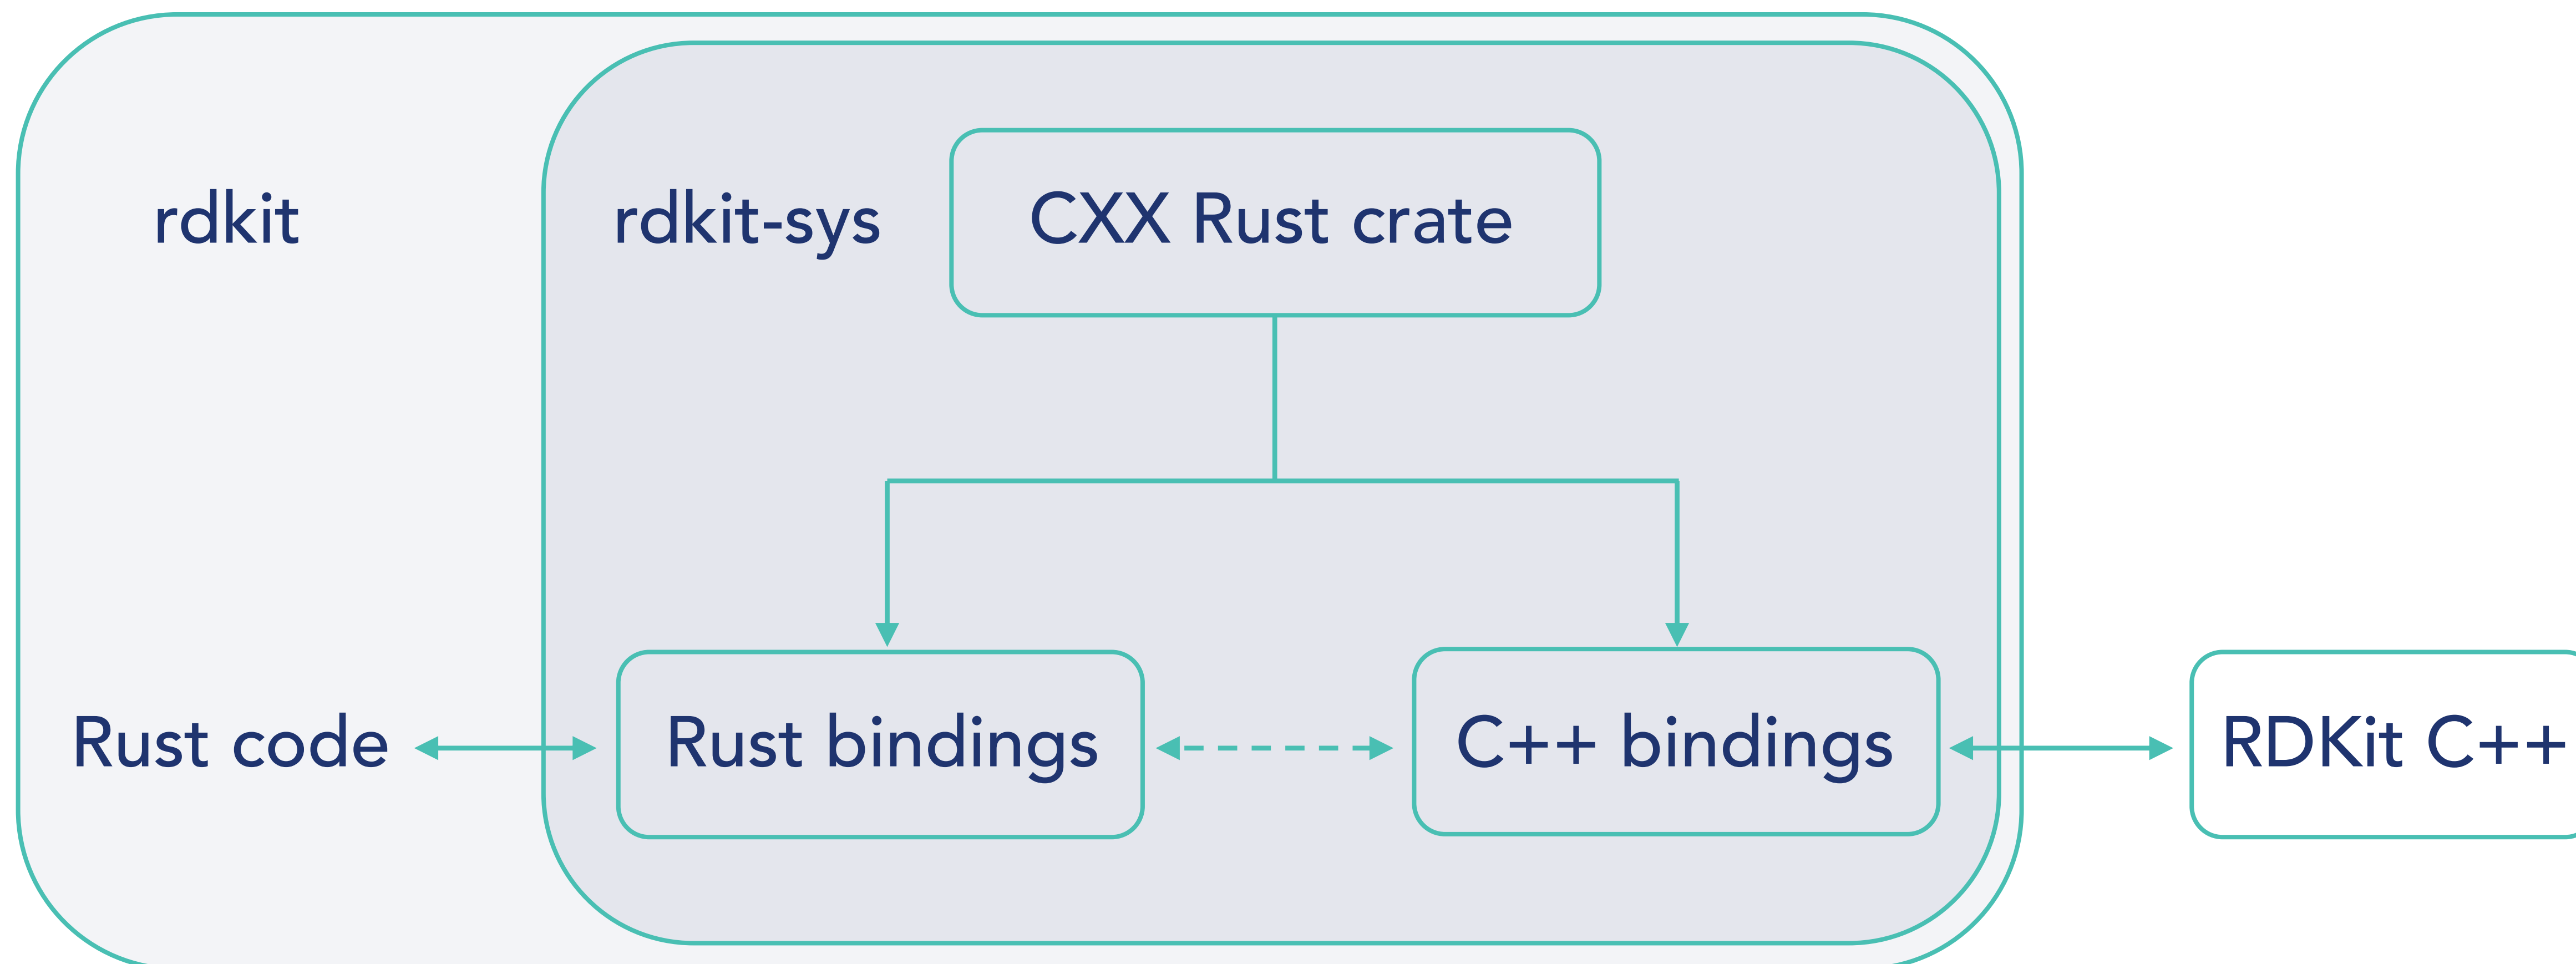 rdkit
rdkit-sys
CXX Rust crate
Rust code
Rust bindings
C++ bindings
RDKit C++